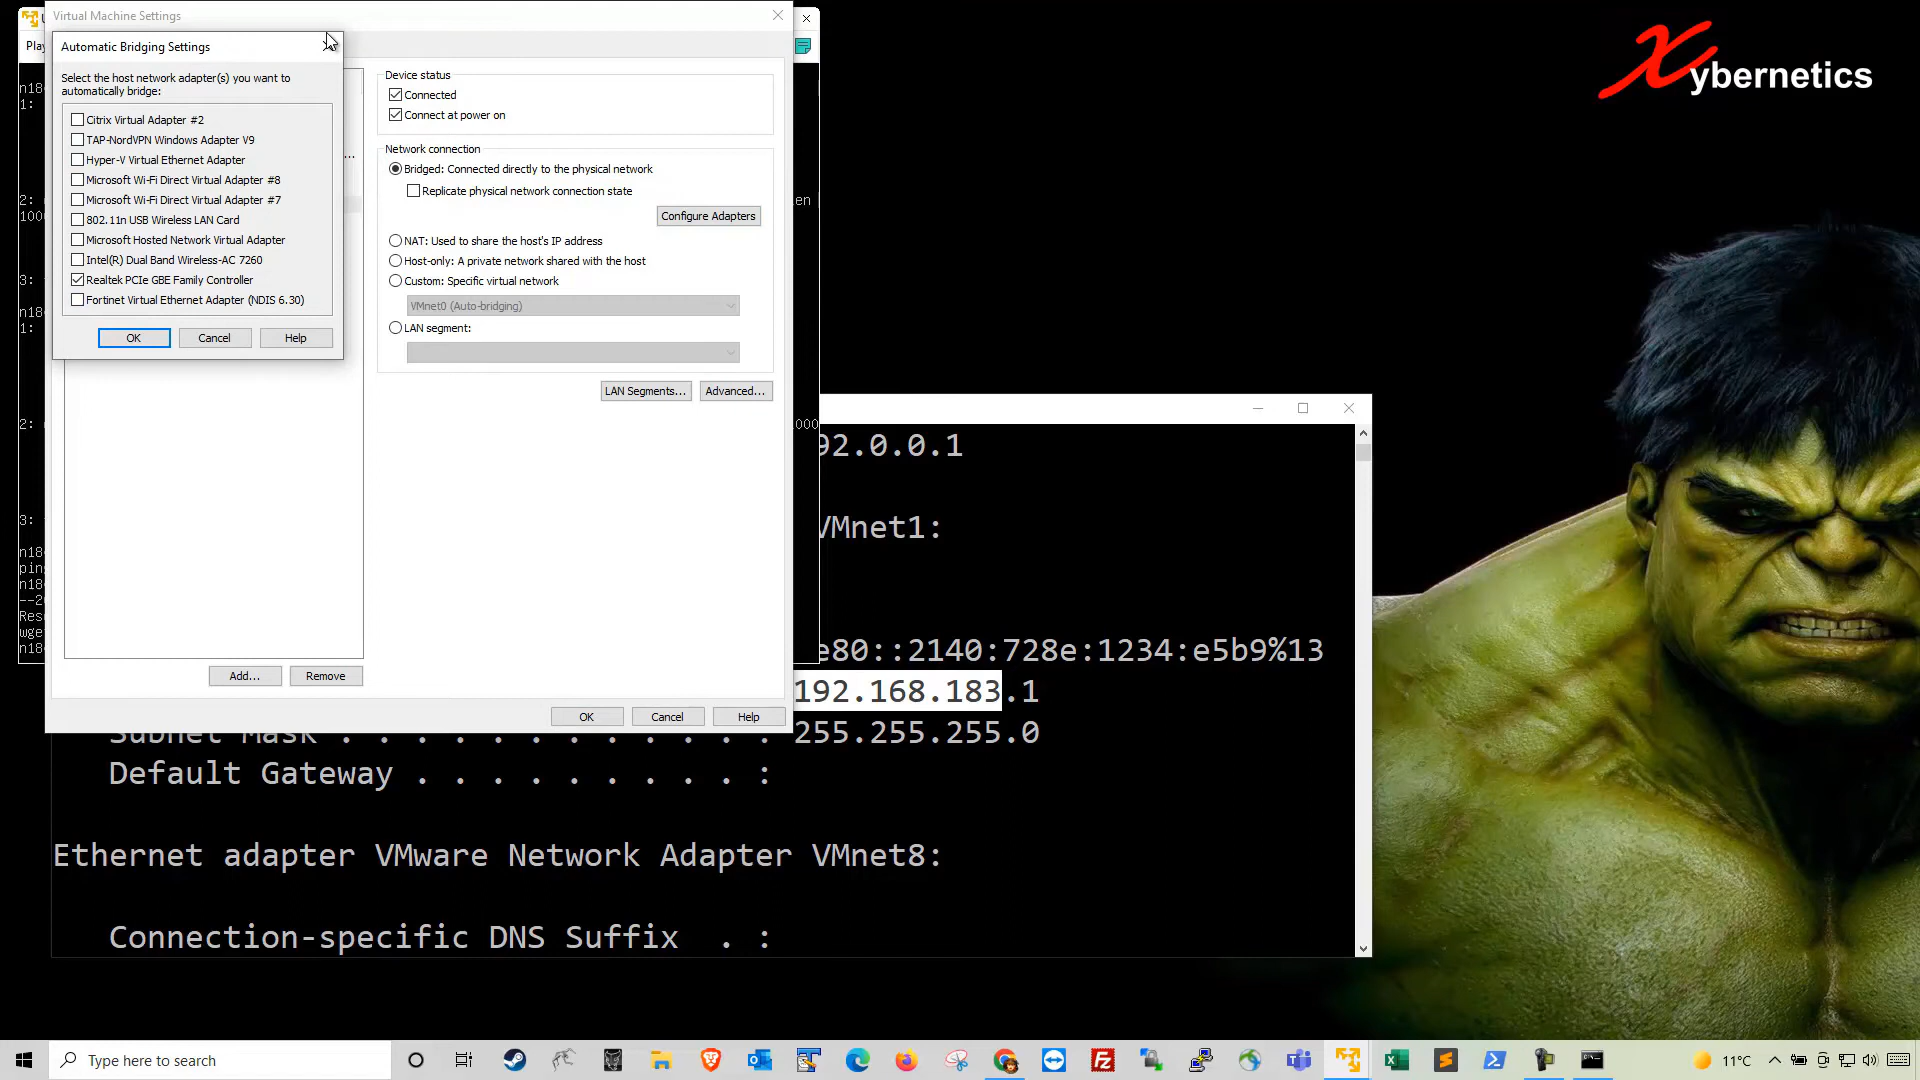 Virtual Machine Settings
Automatic Bridging Settings
Select the host network adapter(s) you want to
automatically bridge:
Citrix Virtual Adapter #2
TAP-NordVPN Windows Adapter V9
Hyper-V Virtual Ethernet Adapter
Microsoft Wi-Fi Direct Virtual Adapter #8
Microsoft Wi-Fi Direct Virtual Adapter #7
802.11n USB Wireless LAN Card
Microsoft Hosted Network Virtual Adapter
Intel(R) Dual Band Wireless-AC 7260
Realtek PCIe GBE Family Controller
Fortinet Virtual Ethernet Adapter (NDIS 6.30)
OK Cancel Help
Device status
Connected
Connect at power on
Network connection
Bridged: Connected directly to the physical network
Replicate physical network connection state
Configure Adapters
NAT: Used to share the host's IP address
Host-only: A private network shared with the host
Custom: Specific virtual network
VMnet0 (Auto-bridging)
LAN segment:
LAN Segments... Advanced...
Add... Remove
OK Cancel Help
92.0.0.1
VMnet1:
e80::2140:728e:1234:e5b9%13
192.168.183.1
Subnet Mask . . . . . . . . . . . : 255.255.255.0
Default Gateway . . . . . . . . . :
Ethernet adapter VMware Network Adapter VMnet8:
Connection-specific DNS Suffix . :
Xybernetics
Type here to search
11°C